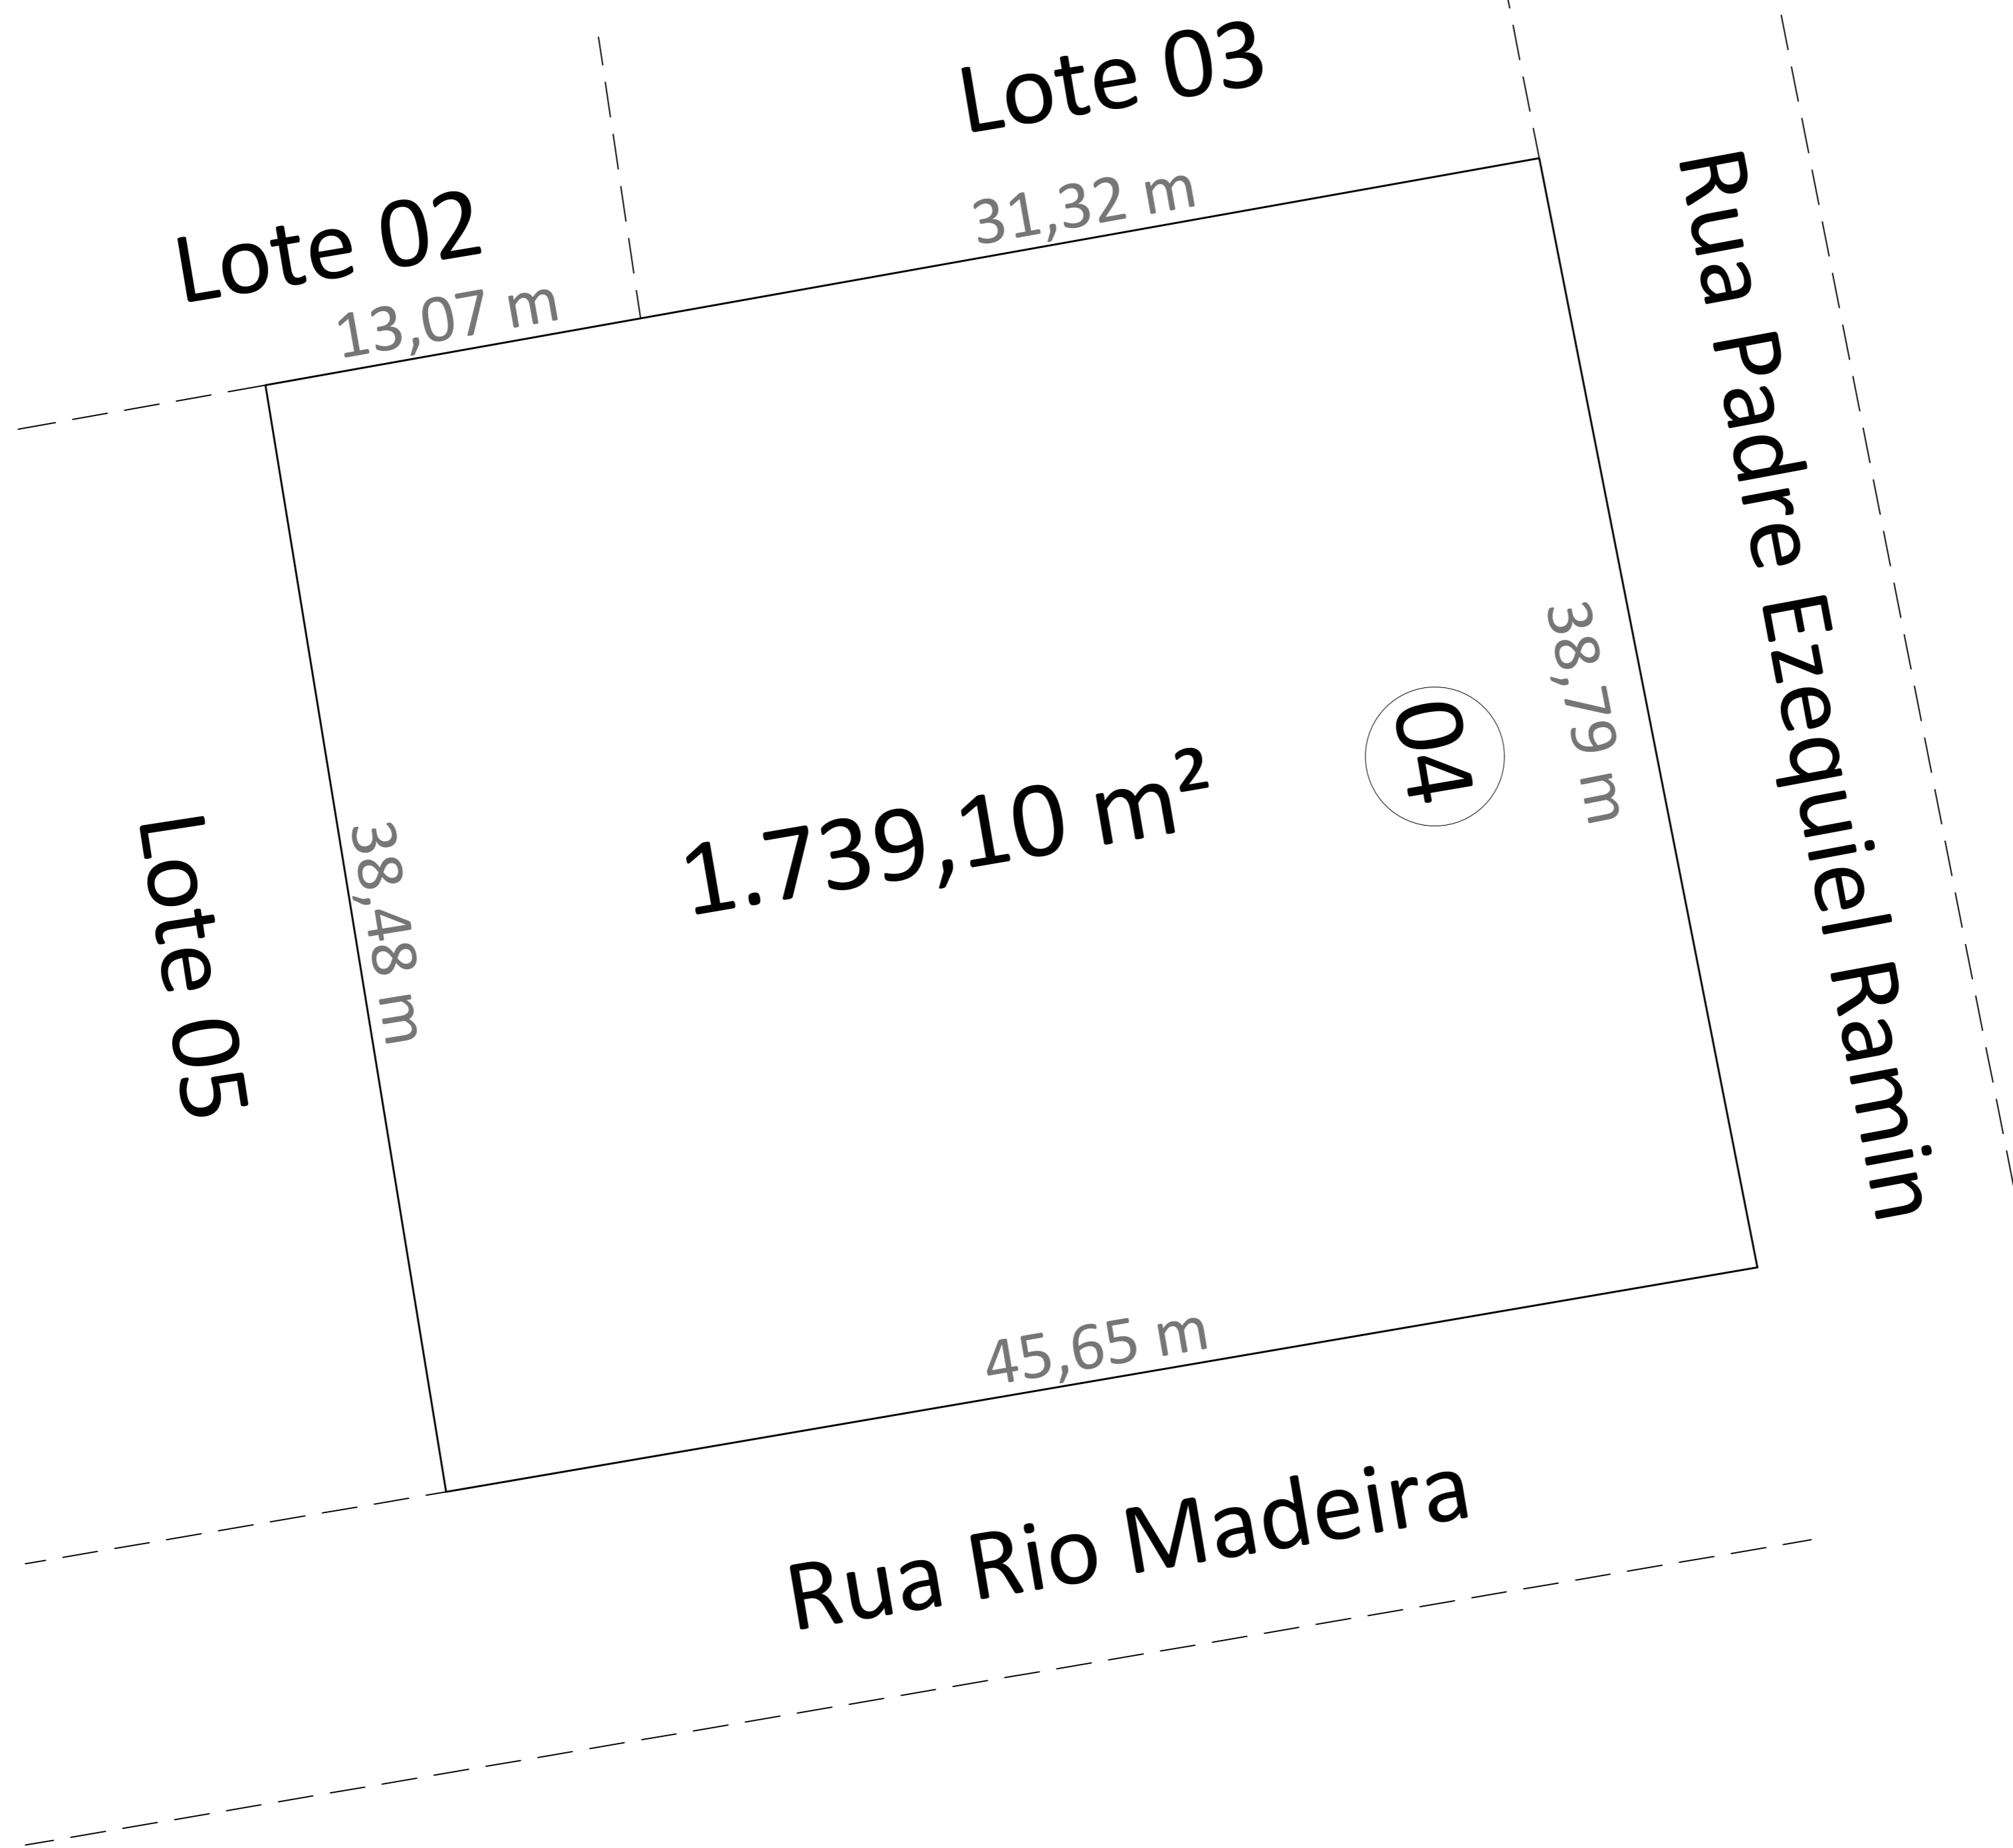 Lote 03
Lote 02
31,32 m
13,07 m
Rua Padre Ezequiel Ramin
38,79 m
04
1.739,10 m²
38,48 m
Lote 05
45,65 m
Rua Rio Madeira